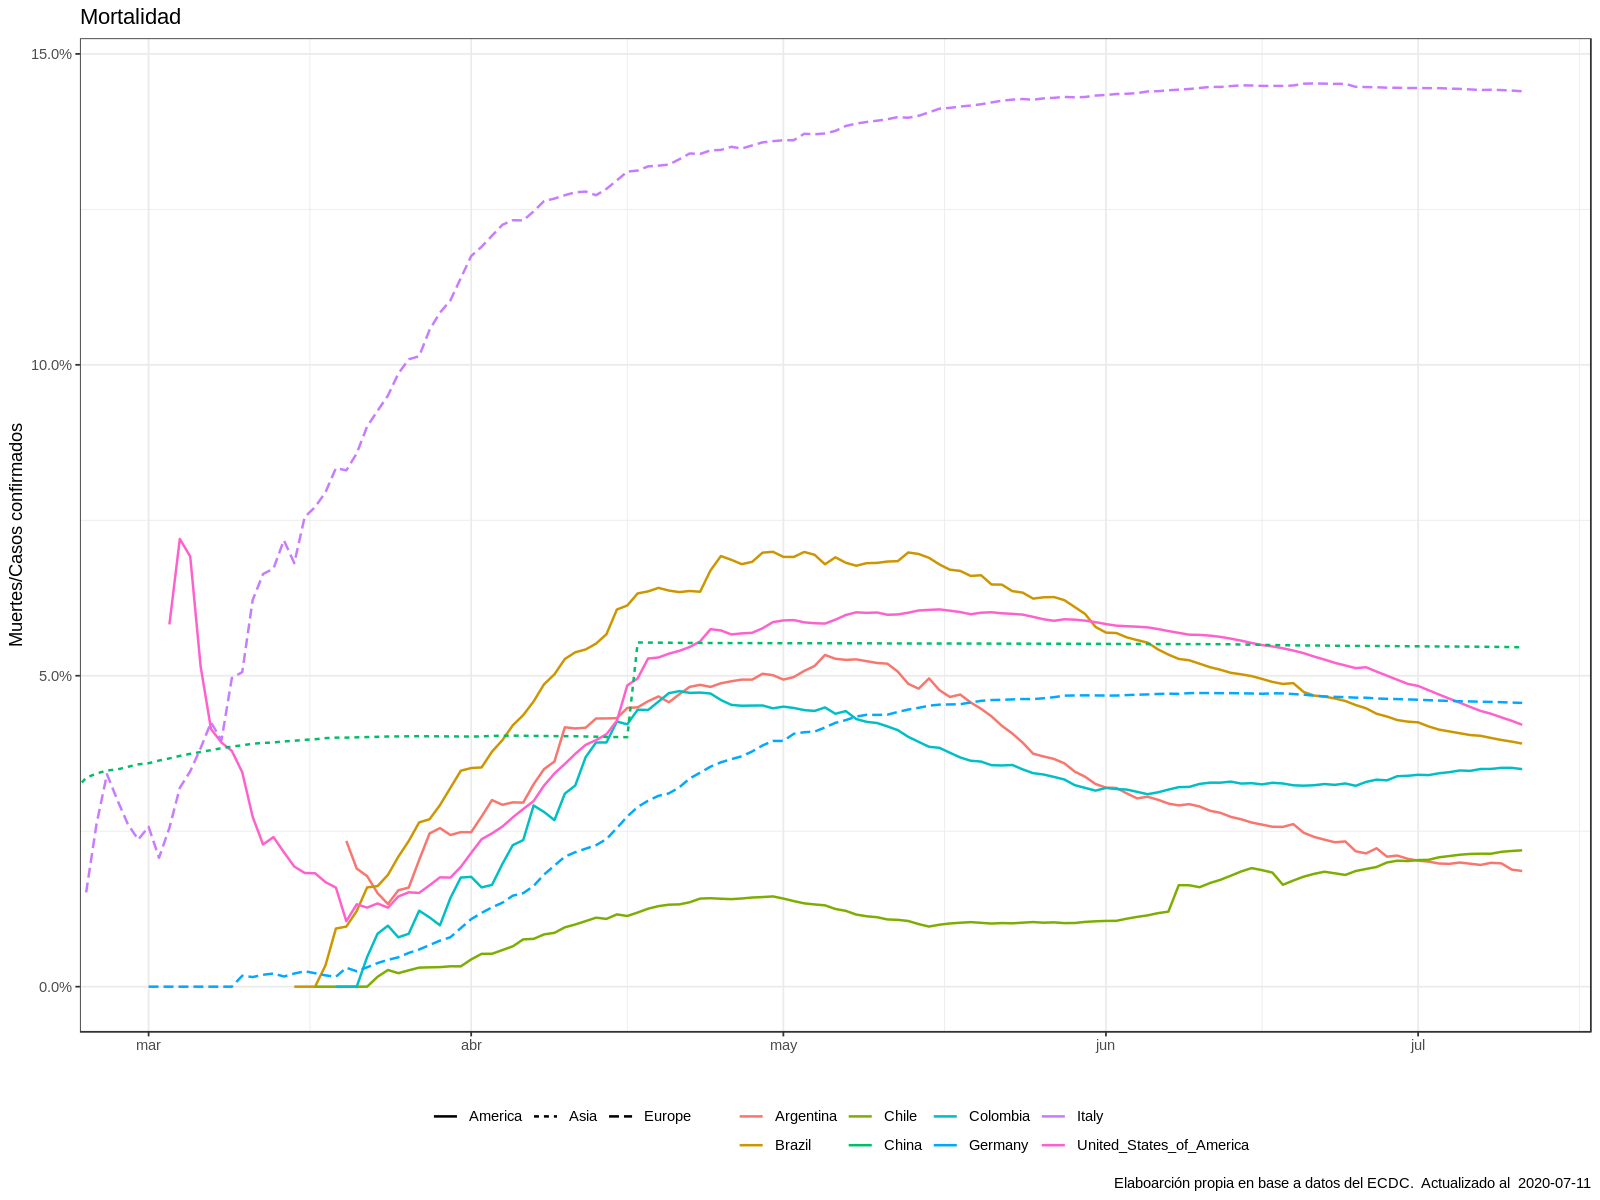 Mortalidad
15.0%
10.0%
5.0%
0.0%
Muertes/Casos confirmados
mar abr may jun jul
America Asia Europe Argentina Chile Colombia Italy
Brazil China Germany United_States_of_America
Elaboarción propia en base a datos del ECDC. Actualizado al 2020-07-11